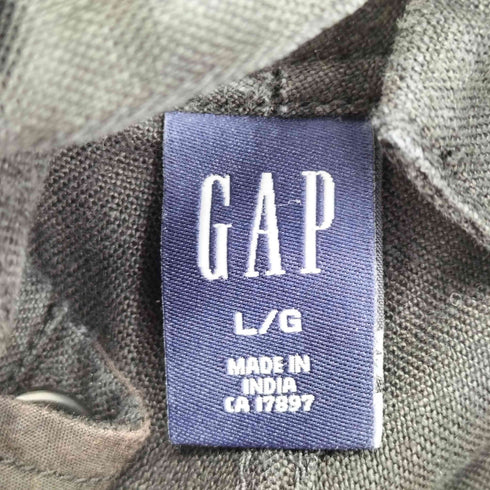 GAP
L/G
MADE IN
INDIA
CA 17897